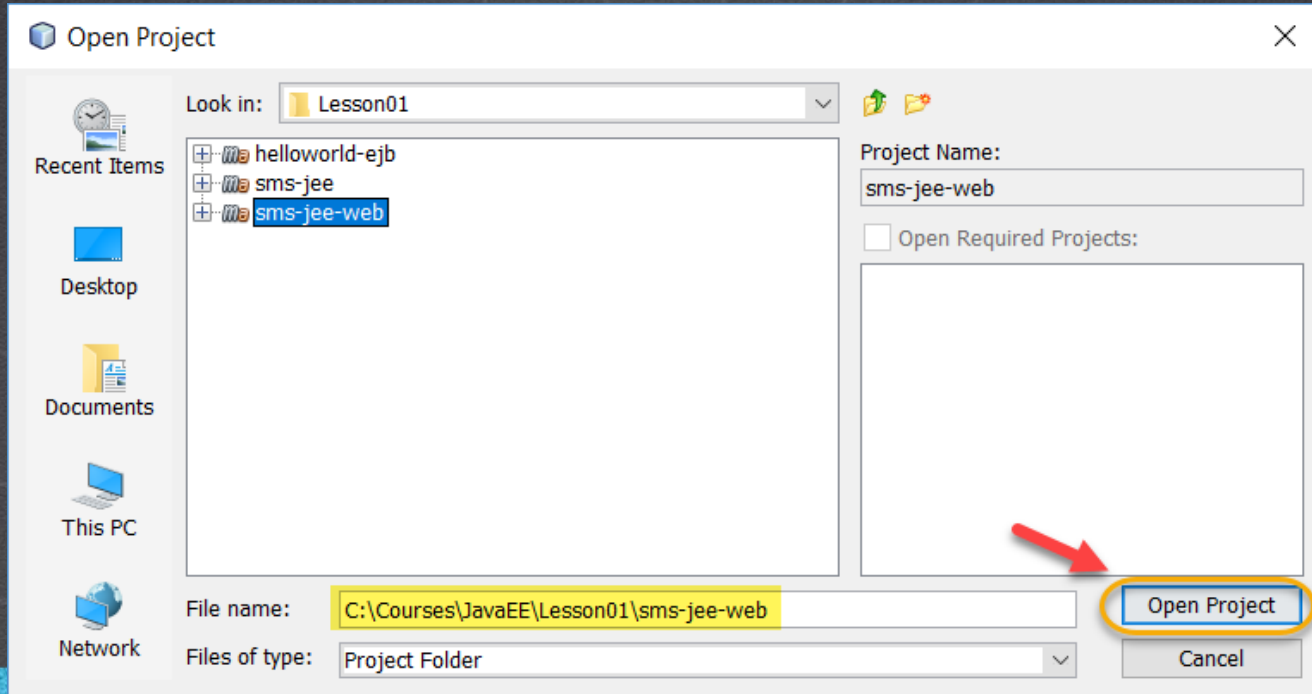 Open Project
Look in:
Lesson01
Recent Items
Desktop
Documents
This PC
Network
helloworld-ejb
sms-jee
sms-jee-web
Project Name:
sms-jee-web
Open Required Projects:
File name:
C:\Courses\JavaEE\Lesson01\sms-jee-web
Open Project
Files of type:
Project Folder
Cancel